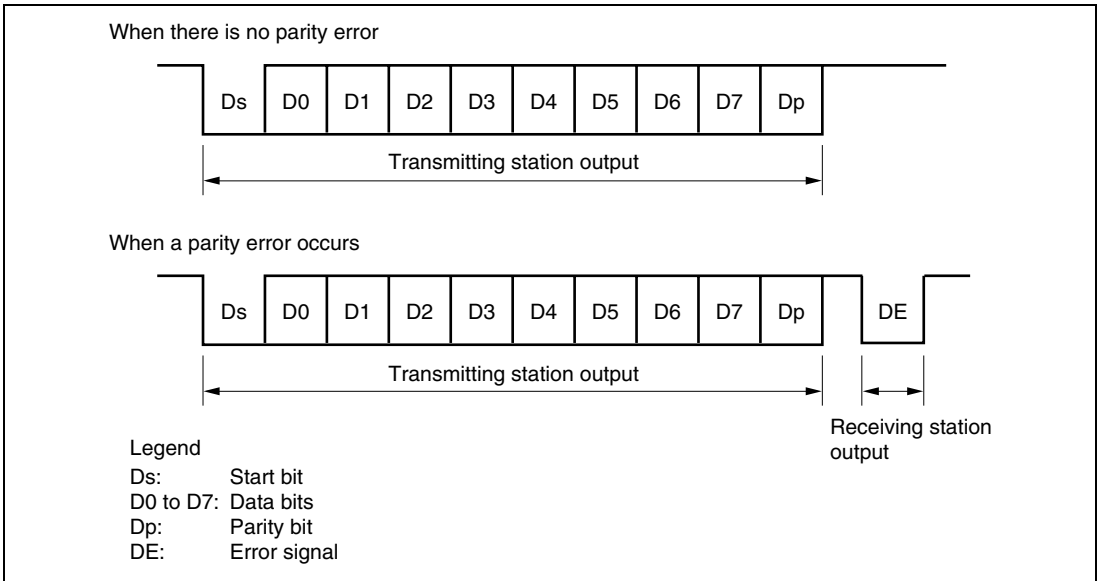 When there is no parity error
Ds D0 D1 D2 D3 D4 D5 D6 D7 Dp
Transmitting station output
When a parity error occurs
Ds D0 D1 D2 D3 D4 D5 D6 D7 Dp DE
Transmitting station output
Receiving station
output
Legend
Ds: Start bit
D0 to D7: Data bits
Dp: Parity bit
DE: Error signal